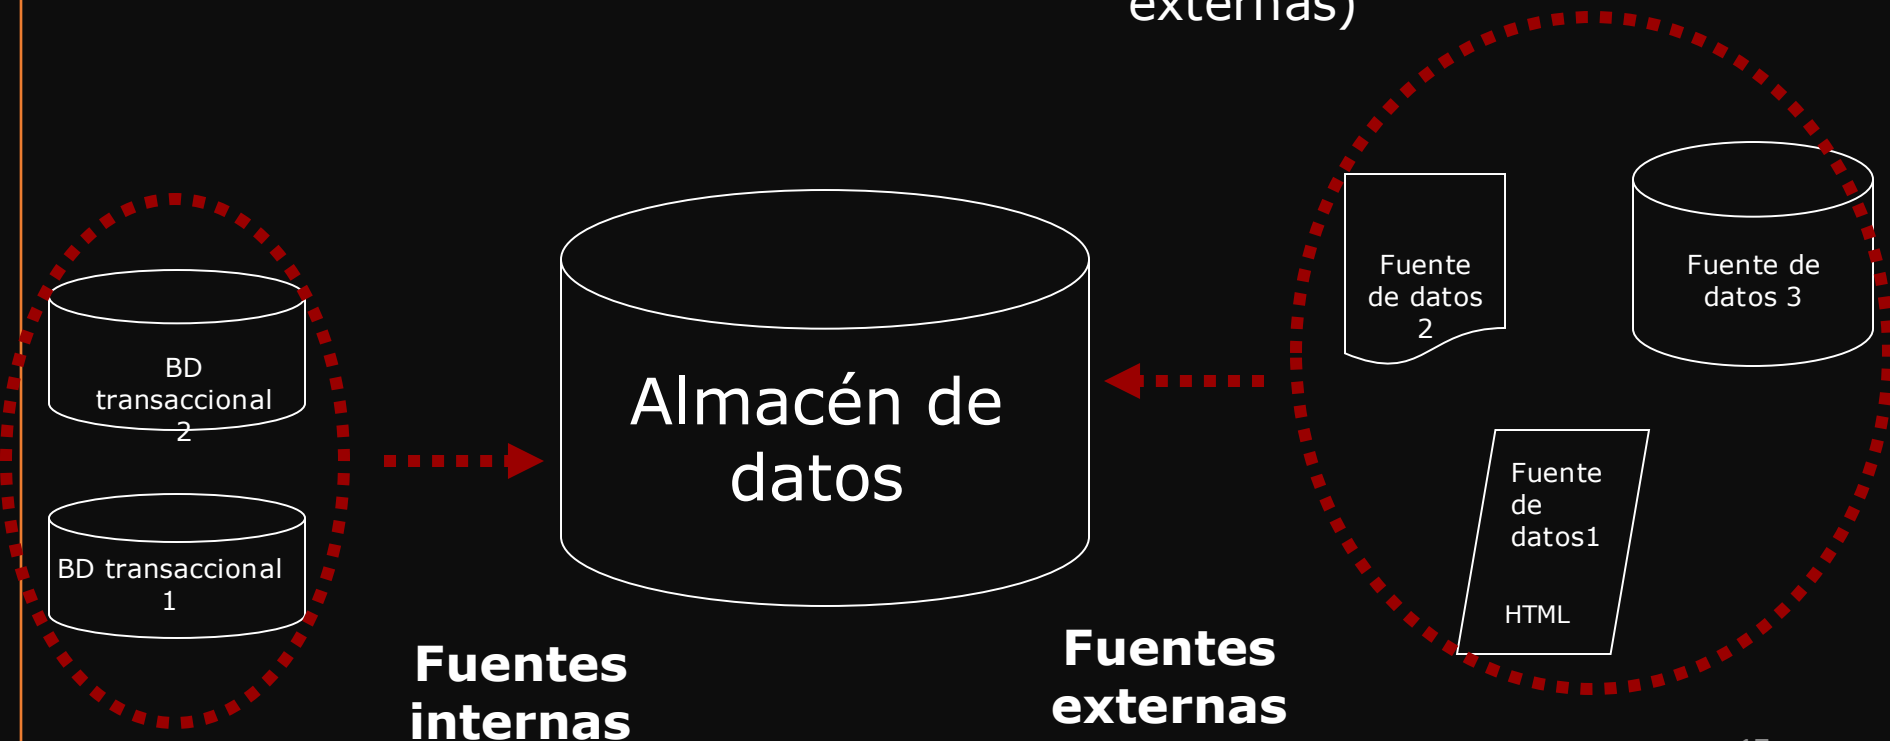 externas)
BD
transaccional
2
BD transaccional
1
Almacén de
datos
Fuente
de datos
2
Fuente de
datos 3
Fuente
de
datos1
HTML
Fuentes
internas
Fuentes
externas